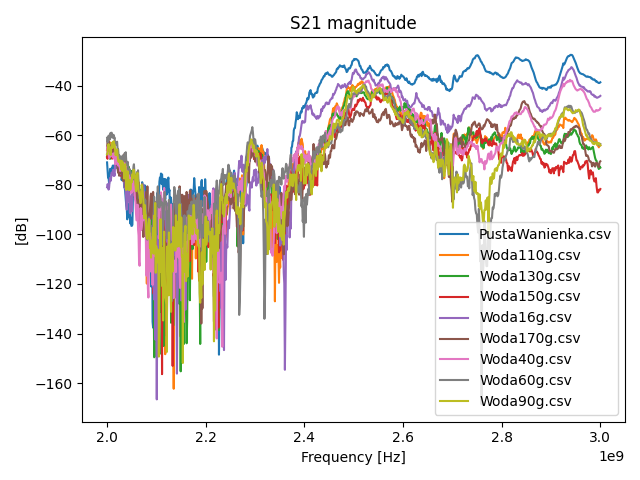 S21 magnitude
[dB]
−40
−60
−80
−100
−120
−140
−160
PustaWanienka.csv
Woda110g.csv
Woda130g.csv
Woda150g.csv
Woda16g.csv
Woda170g.csv
Woda40g.csv
Woda60g.csv
Woda90g.csv
2.0 2.2 2.4 2.6 2.8 3.0
1e9
Frequency [Hz]